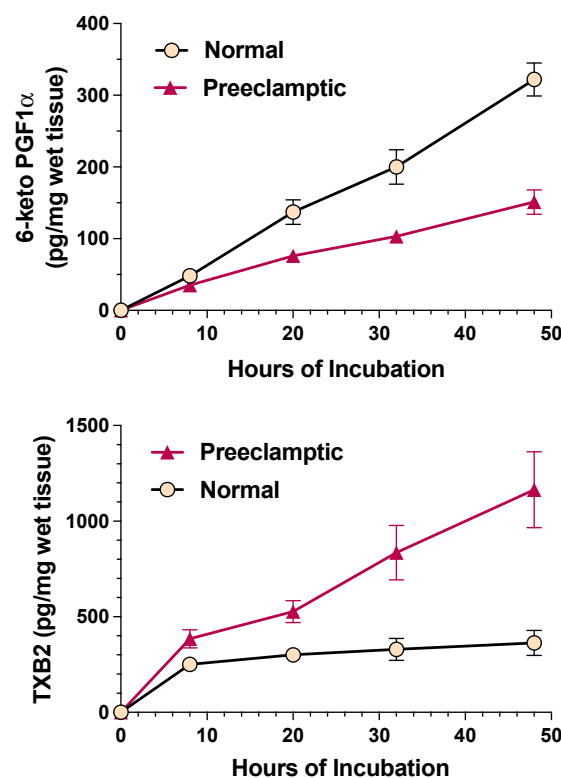 Normal
Preeclamptic
6-keto PGF1α
(pg/mg wet tissue)
400
300
200
100
0
0 10 20 30 40 50
Hours of Incubation
Preeclamptic
Normal
TXB2 (pg/mg wet tissue)
1500
1000
500
0
0 10 20 30 40 50
Hours of Incubation